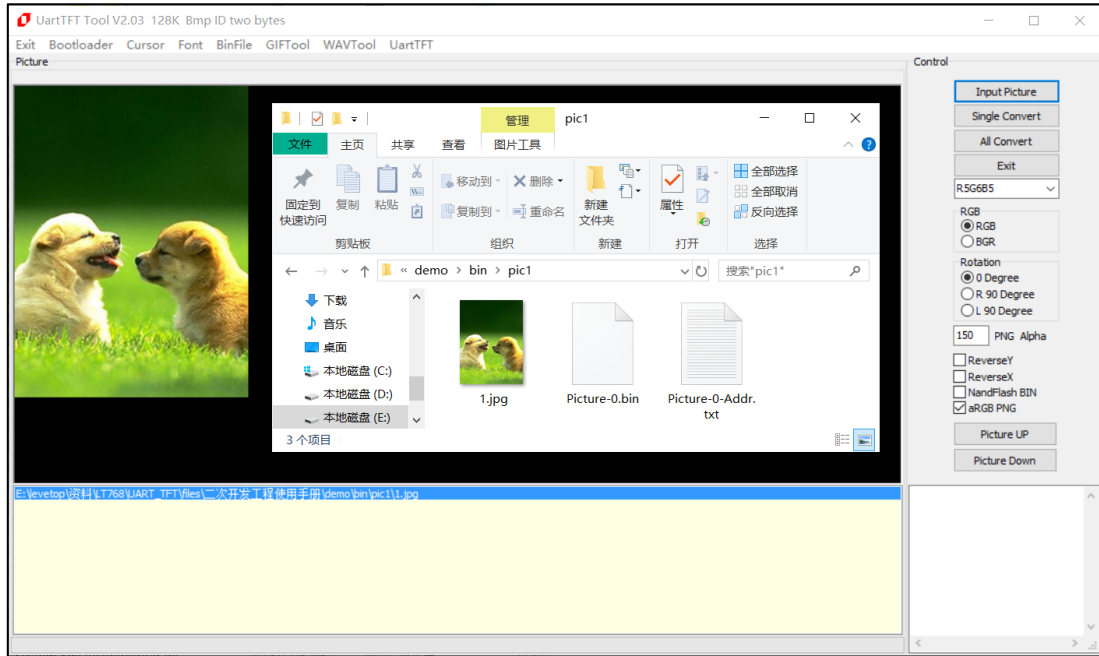 UartTFT Tool V2.03 128K Bmp ID two bytes
Exit Bootloader Cursor Font BinFile GIFTool WAVTool UartTFT
Picture
Control
Input Picture
Single Convert
All Convert
Exit
R5G6B5
RGB
RGB
BGR
Rotation
0 Degree
R 90 Degree
L 90 Degree
150 PNG Alpha
ReverseY
ReverseX
NandFlash BIN
aRGB PNG
Picture UP
Picture Down
管理 pic1
文件 主页 共享 查看 图片工具
固定到
快速访问
复制
粘贴
剪贴板
移动到
复制到
删除
重命名
组织
新建
文件夹
新建
属性
打开
全部选择
全部取消
反向选择
选择
« demo > bin > pic1
搜索"pic1"
下载
音乐
桌面
本地磁盘 (C:)
本地磁盘 (D:)
本地磁盘 (E:)
1.jpg
Picture-0.bin
Picture-0-Addr.
txt
3 个项目
E:\levetop\资料\LT768\UART_TFT\files\二次开发工程使用手册\demo\bin\pic1\1.jpg